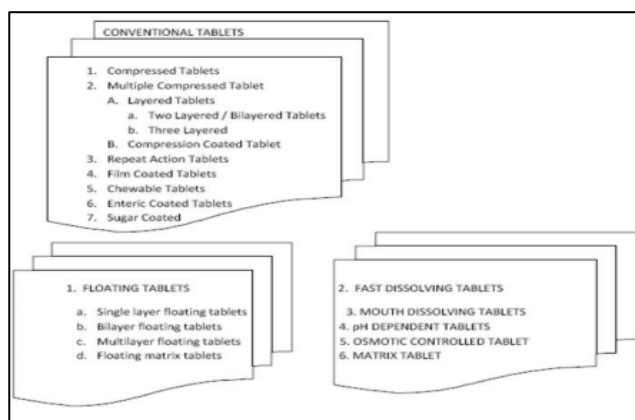 CONVENTIONAL TABLETS
1. Compressed Tablets
2. Multiple Compressed Tablet
A. Layered Tablets
a. Two Layered / Bilayered Tablets
b. Three Layered
B. Compression Coated Tablet
3. Repeat Action Tablets
4. Film Coated Tablets
5. Chewable Tablets
6. Enteric Coated Tablets
7. Sugar Coated
1. FLOATING TABLETS
a. Single layer floating tablets
b. Bilayer floating tablets
c. Multilayer floating tablets
d. Floating matrix tablets
2. FAST DISSOLVING TABLETS
3. MOUTH DISSOLVING TABLETS
4. pH DEPENDENT TABLETS
5. OSMOTIC CONTROLLED TABLET
6. MATRIX TABLET